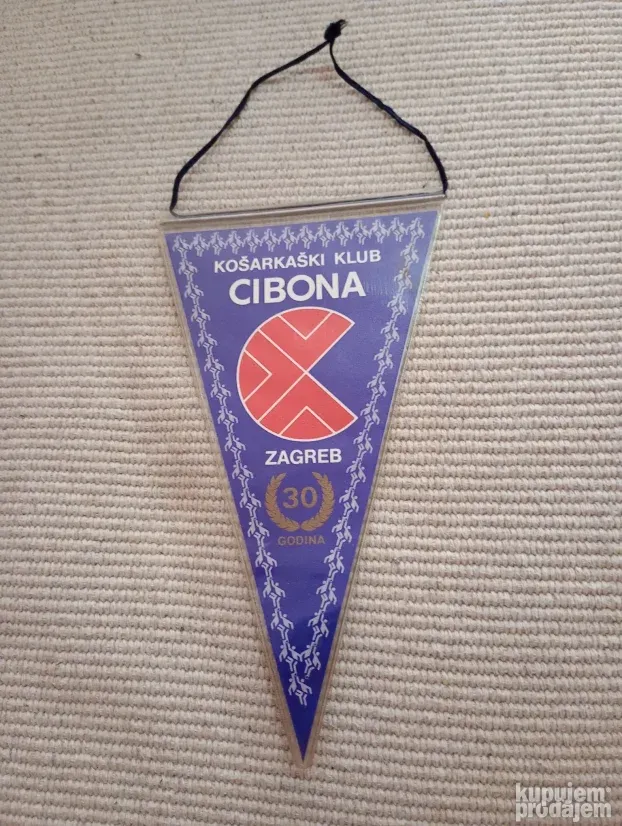 KOŠARKAŠKI KLUB
CIBONA
ZAGREB
30
GODINA
kupujem
prodajem